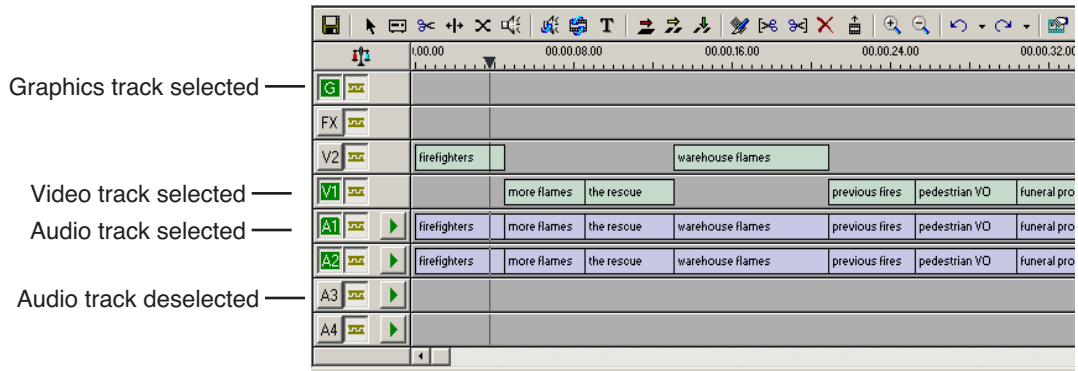 T
1.00.00 00.00.08.00 00.00.16.00 00.00.24.00 00.00.32.00
Graphics track selected G
FX
V2 firefighters warehouse flames
Video track selected V1 more flames the rescue previous fires pedestrian VO funeral pro
Audio track selected A1 firefighters more flames the rescue warehouse flames previous fires pedestrian VO funeral pro
A2 firefighters more flames the rescue warehouse flames previous fires pedestrian VO funeral pro
Audio track deselected A3
A4